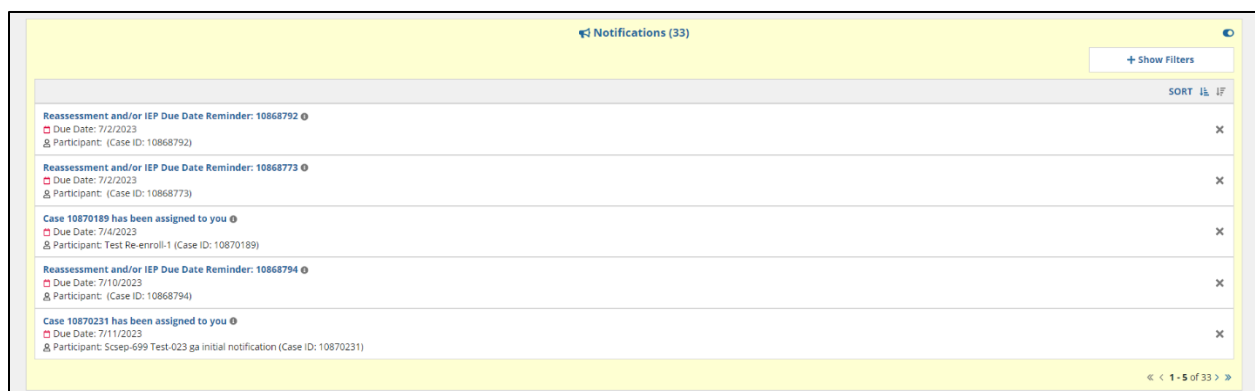 Notifications (33)
+ Show Filters
SORT
Reassessment and/or IEP Due Date Reminder: 10868792
Due Date: 7/2/2023
Participant: (Case ID: 10868792)
Reassessment and/or IEP Due Date Reminder: 10868773
Due Date: 7/2/2023
Participant: (Case ID: 10868773)
Case 10870189 has been assigned to you
Due Date: 7/4/2023
Participant: Test Re-enroll-1 (Case ID: 10870189)
Reassessment and/or IEP Due Date Reminder: 10868794
Due Date: 7/10/2023
Participant: (Case ID: 10868794)
Case 10870231 has been assigned to you
Due Date: 7/11/2023
Participant: Scsep-699 Test-023 ga initial notification (Case ID: 10870231)
« < 1 - 5 of 33 > »